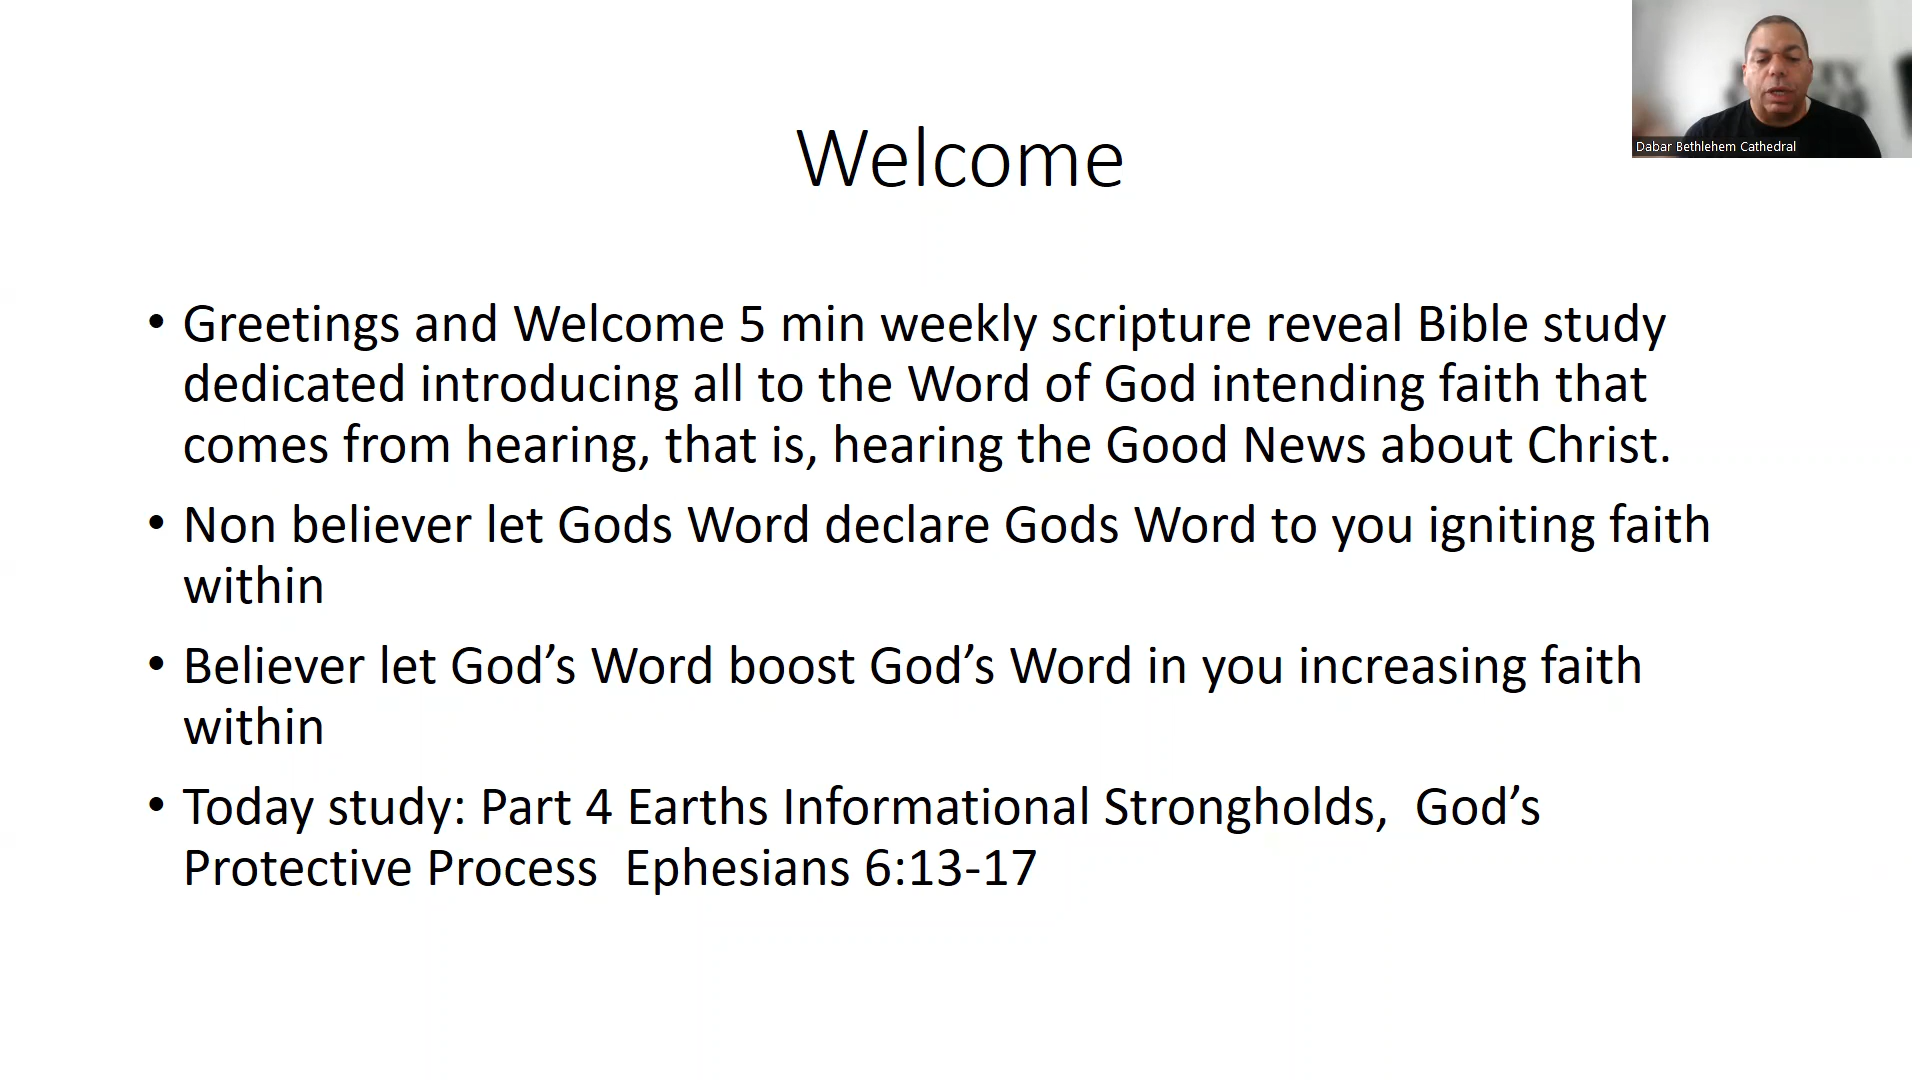 Welcome
• Greetings and Welcome 5 min weekly scripture reveal Bible study
dedicated introducing all to the Word of God intending faith that
comes from hearing, that is, hearing the Good News about Christ.
• Non believer let Gods Word declare Gods Word to you igniting faith
within
• Believer let God’s Word boost God’s Word in you increasing faith
within
• Today study: Part 4 Earths Informational Strongholds,  God’s
Protective Process  Ephesians 6:13-17
Dabar Bethlehem Cathedral